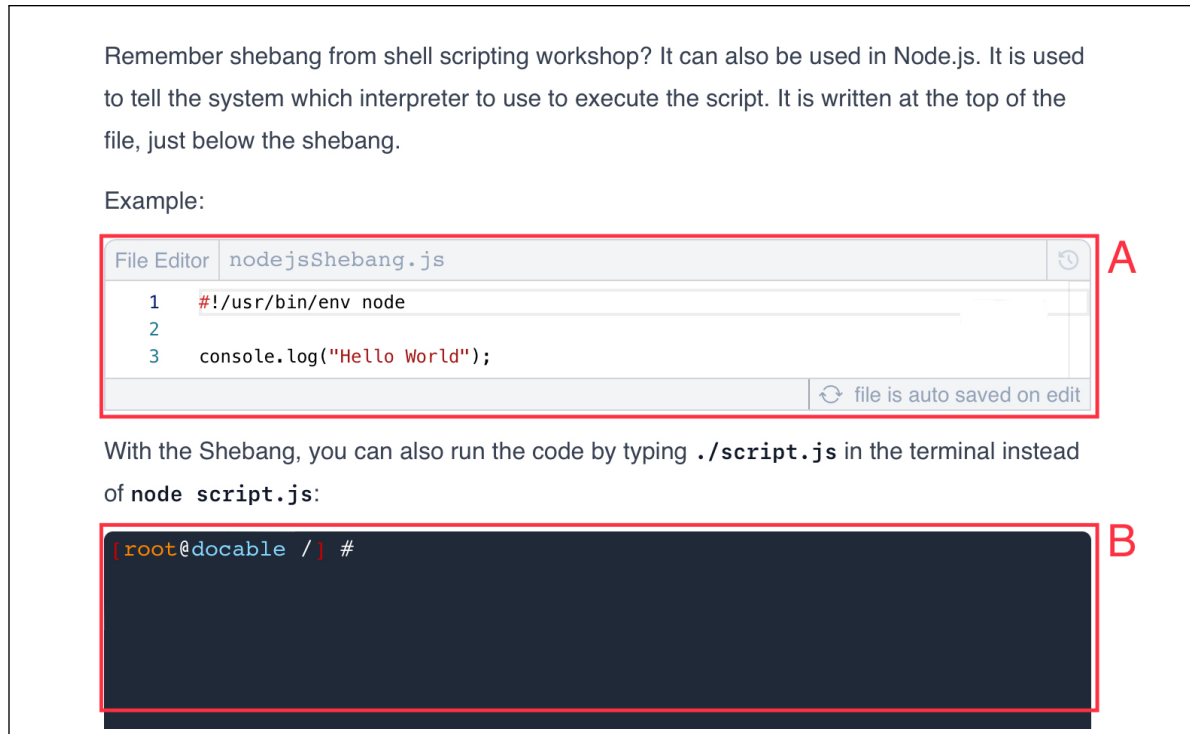 Remember shebang from shell scripting workshop? It can also be used in Node.js. It is used
to tell the system which interpreter to use to execute the script. It is written at the top of the
file, just below the shebang.
Example:
File Editor nodejsShebang.js
A
1 #!/usr/bin/env node
2
3 console.log("Hello World");
file is auto saved on edit
With the Shebang, you can also run the code by typing ./script.js in the terminal instead
of node script.js:
B
[root@docable /] #